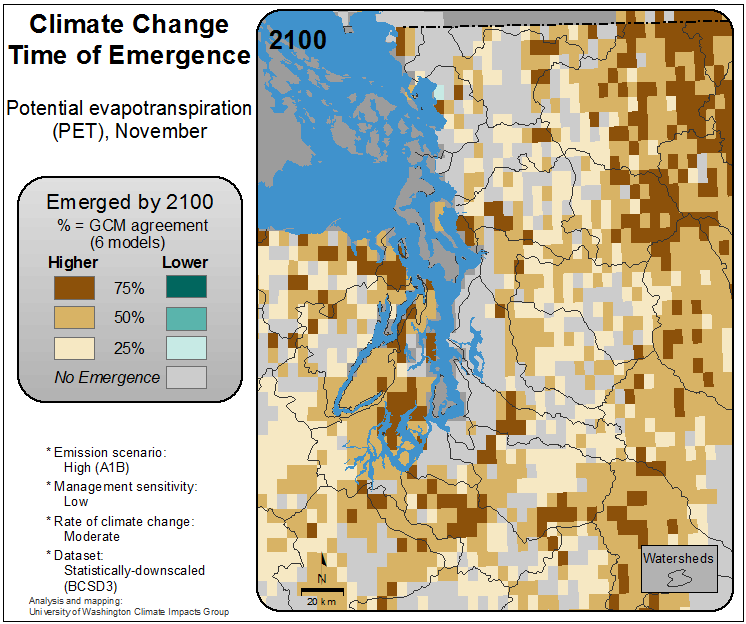 Climate Change
Time of Emergence
Potential evapotranspiration
(PET), November
Emerged by 2100
% = GCM agreement
(6 models)
Higher Lower
75%
50%
25%
No Emergence
* Emission scenario:
High (A1B)
* Management sensitivity:
Low
* Rate of climate change:
Moderate
* Dataset:
Statistically-downscaled
(BCSD3)
Analysis and mapping:
University of Washington Climate Impacts Group
2100
N
20 km
Watersheds